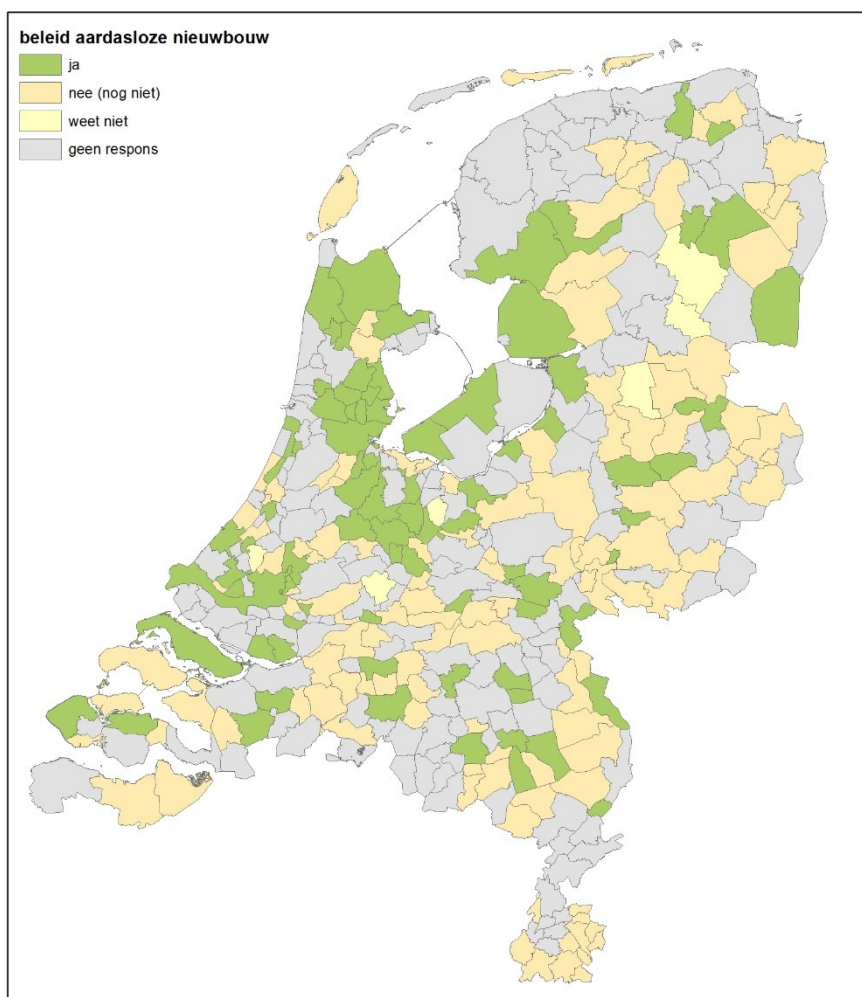 beleid aardasloze nieuwbouw
ja
nee (nog niet)
weet niet
geen respons